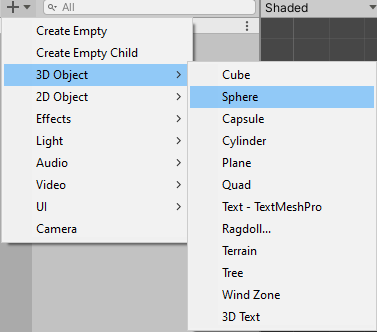 All
Shaded
Create Empty
Create Empty Child
3D Object
2D Object
Effects
Light
Audio
Video
UI
Camera
Cube
Sphere
Capsule
Cylinder
Plane
Quad
Text - TextMeshPro
Ragdoll...
Terrain
Tree
Wind Zone
3D Text